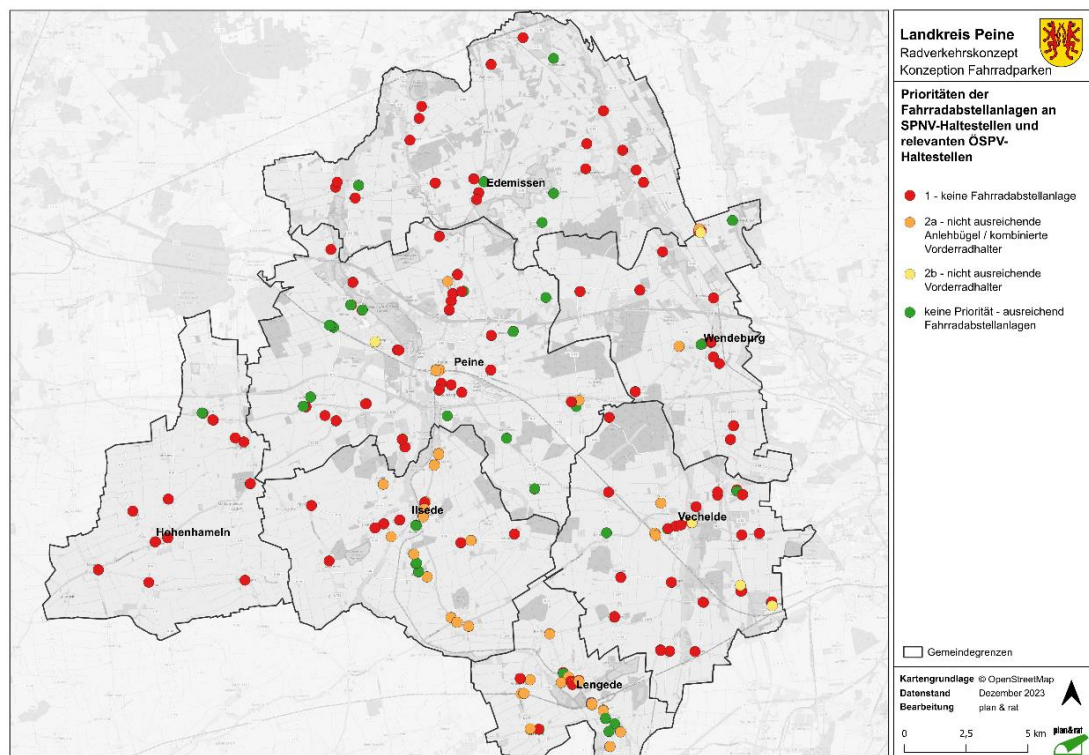 Landkreis Peine
Radverkehrskonzept
Konzeption Fahrradparken
Prioritäten der
Fahrradabstellanlagen an
SPNV-Haltestellen und
relevanten ÖSPV-
Haltestellen
1 - keine Fahrradabstellanlage
2a - nicht ausreichende
Anlehbügel / kombinierte
Vorderradhalter
2b - nicht ausreichende
Vorderradhalter
keine Priorität - ausreichend
Fahrradabstellanlagen
Gemeindegrenzen
Kartengrundlage © OpenStreetMap
Datenstand Dezember 2023
Bearbeitung plan & rat
0 2,5 5 km
plan&rat
Edemissen
Wendeburg
Peine
Ilsede
Vechelde
Hohenhameln
Lengede